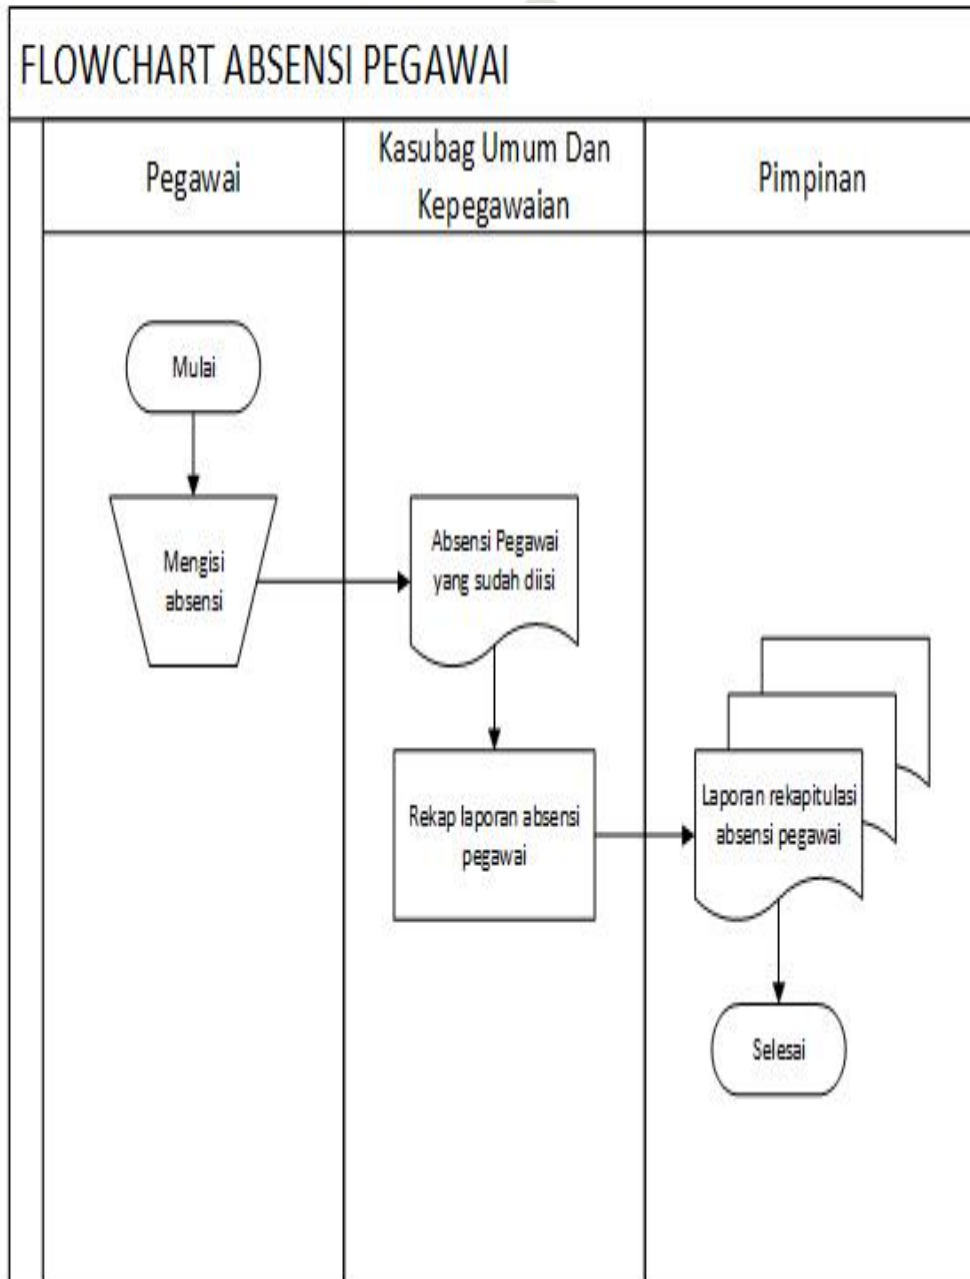 FLOWCHART ABSENSI PEGAWAI
Pegawai
Kasubag Umum Dan
Kepegawaian
Pimpinan
Mulai
Mengisi
absensi
Absensi Pegawai
yang sudah diisi
Rekap laporan absensi
pegawai
Laporan rekapitulasi
absensi pegawai
Selesai